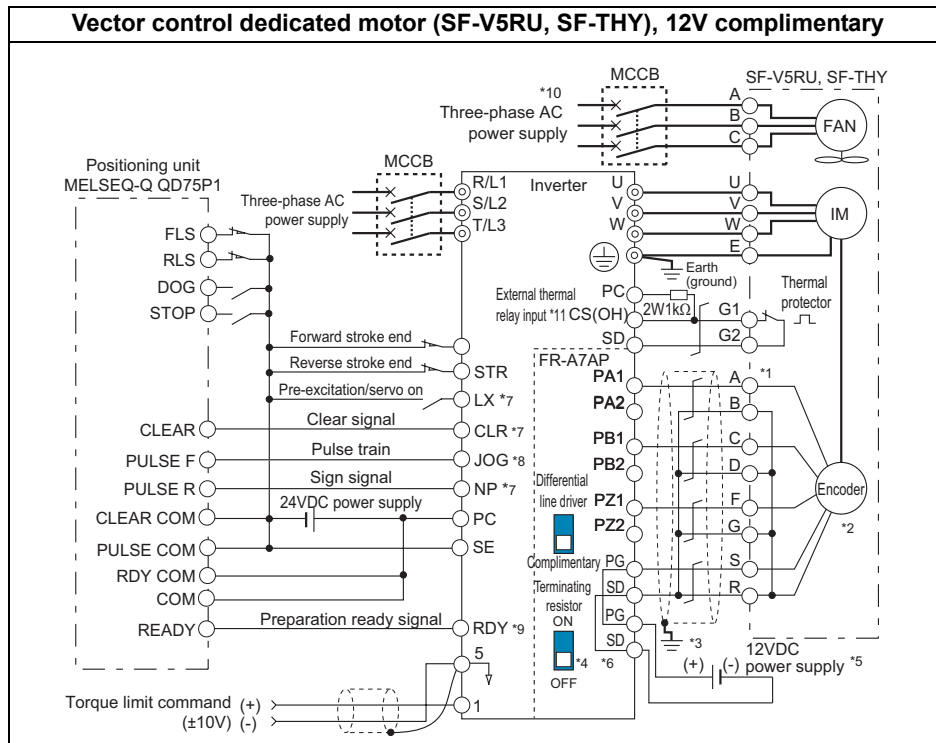 Vector control dedicated motor (SF-V5RU, SF-THY), 12V complimentary
MCCB
SF-V5RU, SF-THY
*10
Three-phase AC
power supply
A
B
C
FAN
Positioning unit
MELSEQ-Q QD75P1
MCCB
Three-phase AC
power supply
R/L1
S/L2
T/L3
Inverter
U
V
W
U
V
W
E
IM
Earth
(ground)
FLS
RLS
DOG
STOP
External thermal
relay input *11
PC
CS(OH)
SD
2W1kΩ
G1
G2
Thermal
protector
Forward stroke end
Reverse stroke end
STR
Pre-excitation/servo on
LX *7
CLEAR
Clear signal
CLR *7
PULSE F
Pulse train
JOG *8
PULSE R
Sign signal
NP *7
CLEAR COM
24VDC power supply
PC
PULSE COM
SE
RDY COM
COM
READY
Preparation ready signal
RDY *9
5
Torque limit command (+)
(±10V) (-)
1
FR-A7AP
PA1
PA2
PB1
PB2
PZ1
PZ2
PG
SD
PG
SD
Differential
line driver
Complimentary
Terminating
resistor
ON
*4
OFF
*6
A
*1
B
C
D
F
G
S
R
Encoder
*2
*3
12VDC
(+) (-) power supply *5